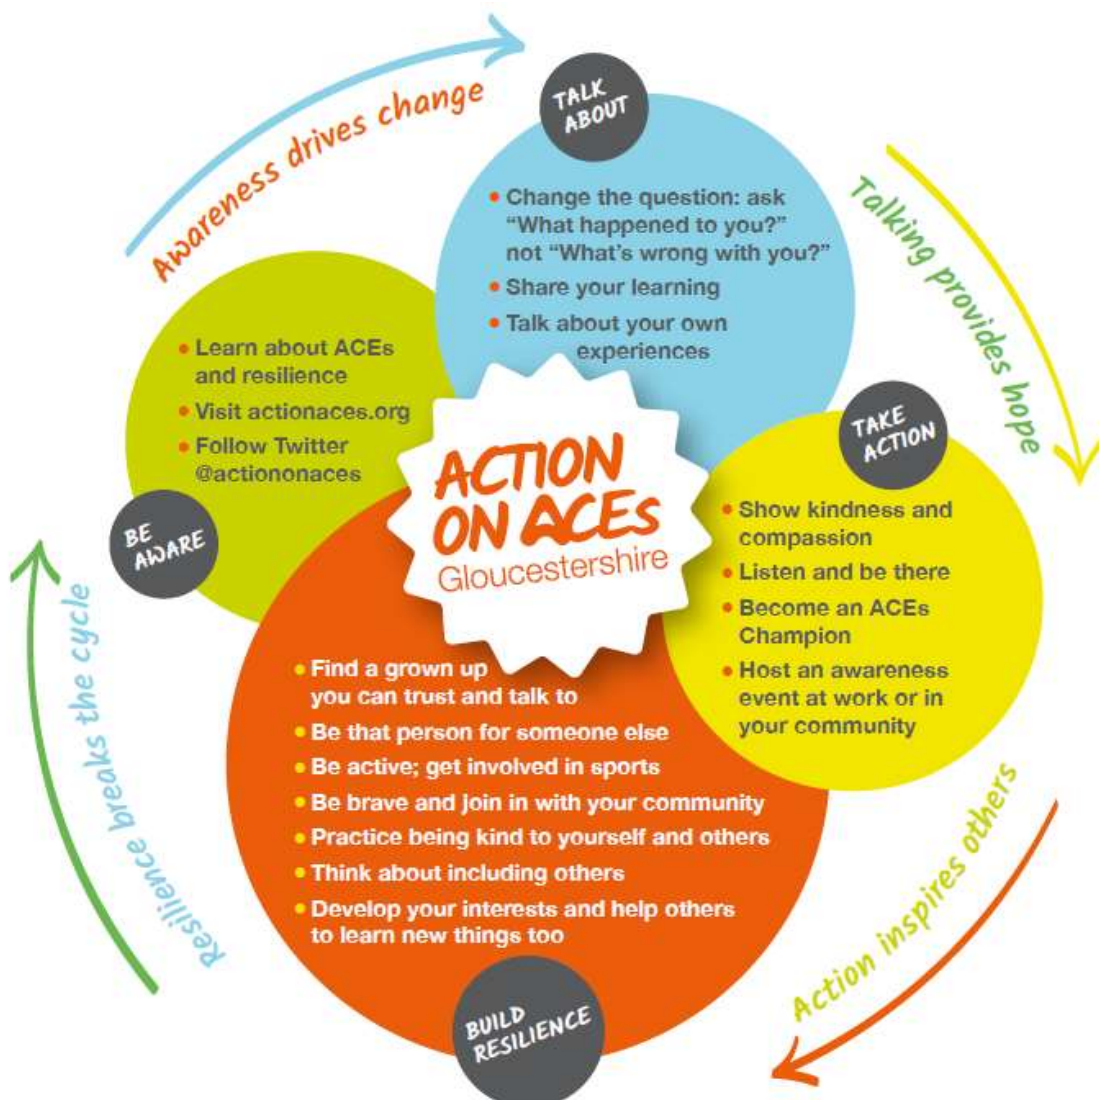 Awareness drives change
TALK
ABOUT
• Change the question: ask
“What happened to you?”
not “What’s wrong with you?”
• Share your learning
• Talk about your own
experiences
Talking provides hope
TAKE
ACTION
• Show kindness and
compassion
• Listen and be there
• Become an ACEs
Champion
• Host an awareness
event at work or in
your community
Action inspires others
BUILD
RESILIENCE
• Find a grown up
you can trust and talk to
• Be that person for someone else
• Be active; get involved in sports
• Be brave and join in with your community
• Practice being kind to yourself and others
• Think about including others
• Develop your interests and help others
to learn new things too
Resilience breaks the cycle
BE
AWARE
• Learn about ACEs
and resilience
• Visit actionaces.org
• Follow Twitter
@actiononaces
ACTION
ON ACEs
Gloucestershire